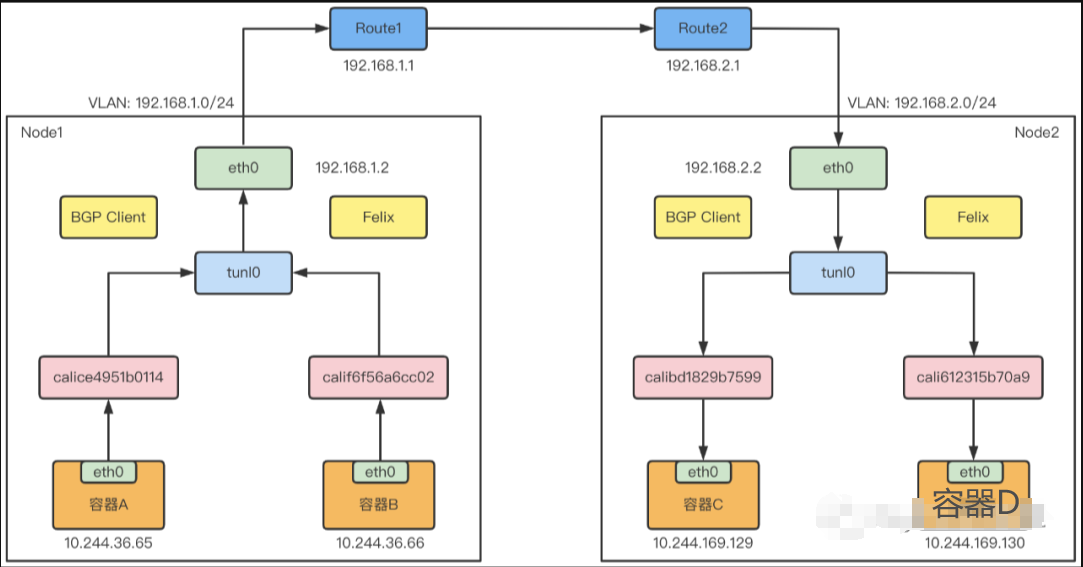 Route1
Route2
192.168.1.1
192.168.2.1
VLAN: 192.168.1.0/24
VLAN: 192.168.2.0/24
Node1
Node2
eth0
192.168.1.2
192.168.2.2
eth0
BGP Client
Felix
BGP Client
Felix
tunl0
tunl0
calice4951b0114
calif6f56a6cc02
calibd1829b7599
cali612315b70a9
eth0
eth0
eth0
eth0
容器A
容器B
容器C
容器D
10.244.36.65
10.244.36.66
10.244.169.129
10.244.169.130